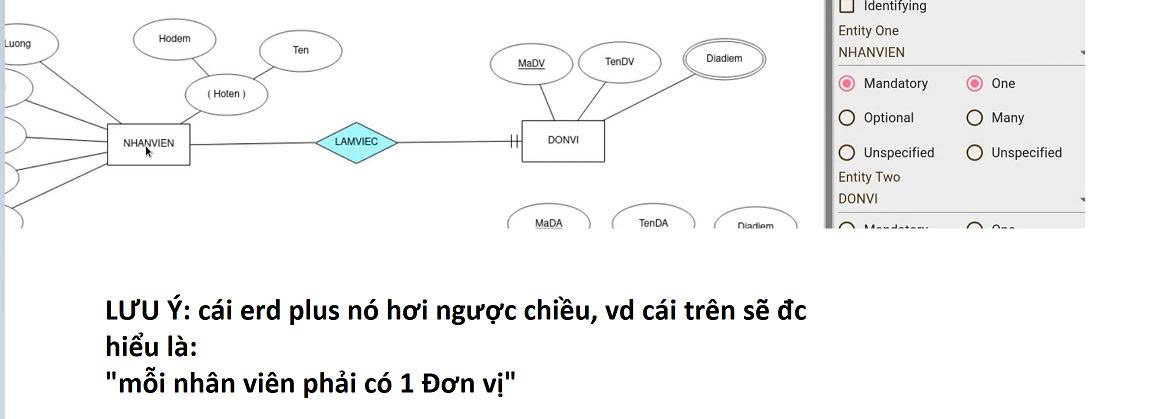 Identifying
Entity One
NHANVIEN
Mandatory One
Optional Many
Unspecified Unspecified
Entity Two
DONVI
Luong
Hodem
Ten
( Hoten )
MaDV
TenDV
Diadiem
NHANVIEN
LAMVIEC
DONVI
MaDA
TenDA
Diadiem
Mandatory One
LƯU Ý: cái erd plus nó hơi ngược chiều, vd cái trên sẽ đc
hiểu là:
"mỗi nhân viên phải có 1 Đơn vị"